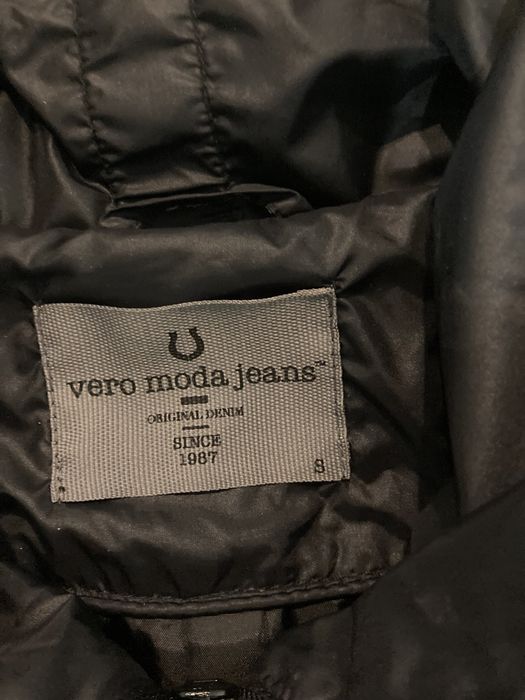 vero moda jeans™
ORIGINAL DENIM
SINCE
1987
S